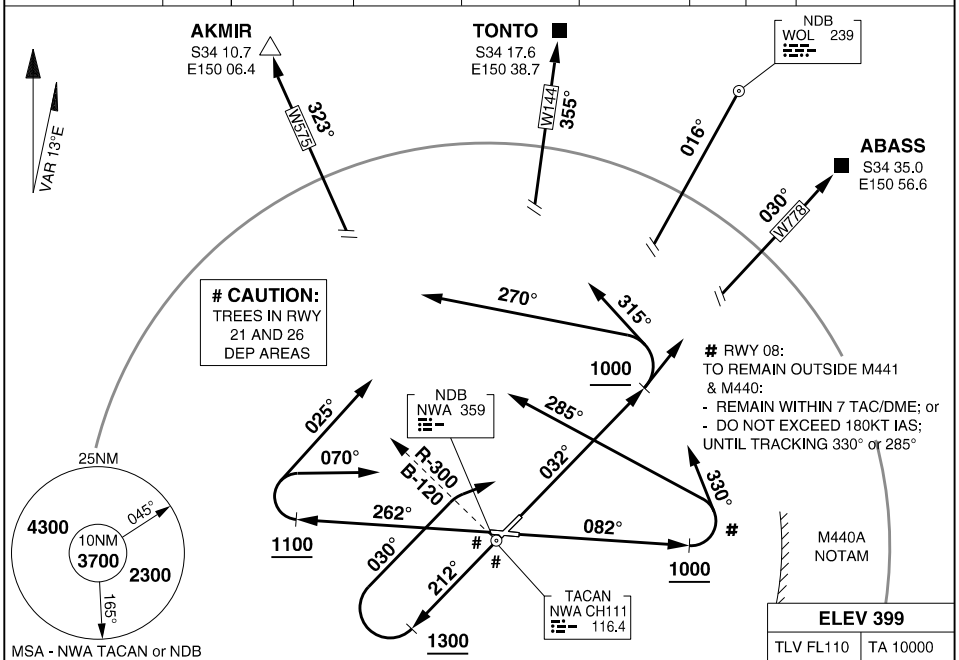 AKMIR
S34 10.7
E150 06.4
TONTO
S34 17.6
E150 38.7
NDB
WOL 239
ABASS
S34 35.0
E150 56.6
VAR 13°E
323°
W575
W144
355°
016°
030°
W778
# CAUTION:
TREES IN RWY
21 AND 26
DEP AREAS
270°
315°
1000
# RWY 08:
TO REMAIN OUTSIDE M441
& M440:
- REMAIN WITHIN 7 TAC/DME; or
- DO NOT EXCEED 180KT IAS;
UNTIL TRACKING 330° or 285°
NDB
NWA 359
285°
025°
070°
R-300
B-120
032°
330°
262°
082°
#
1100
030°
#
#
1000
212°
1300
TACAN
NWA CH111
116.4
M440A
NOTAM
25NM
4300
045°
10NM
3700
2300
165°
MSA - NWA TACAN or NDB
ELEV 399
TLV FL110
TA 10000